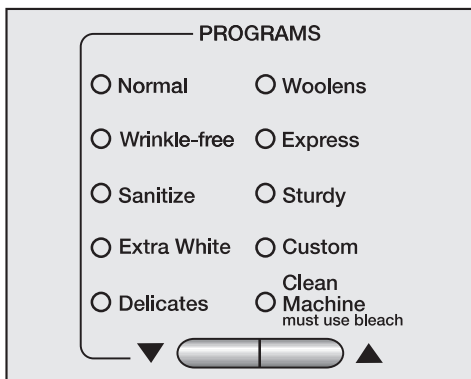 PROGRAMS
Normal
Woolens
Wrinkle-free
Express
Sanitize
Sturdy
Extra White
Custom
Delicates
Clean
Machine
must use bleach